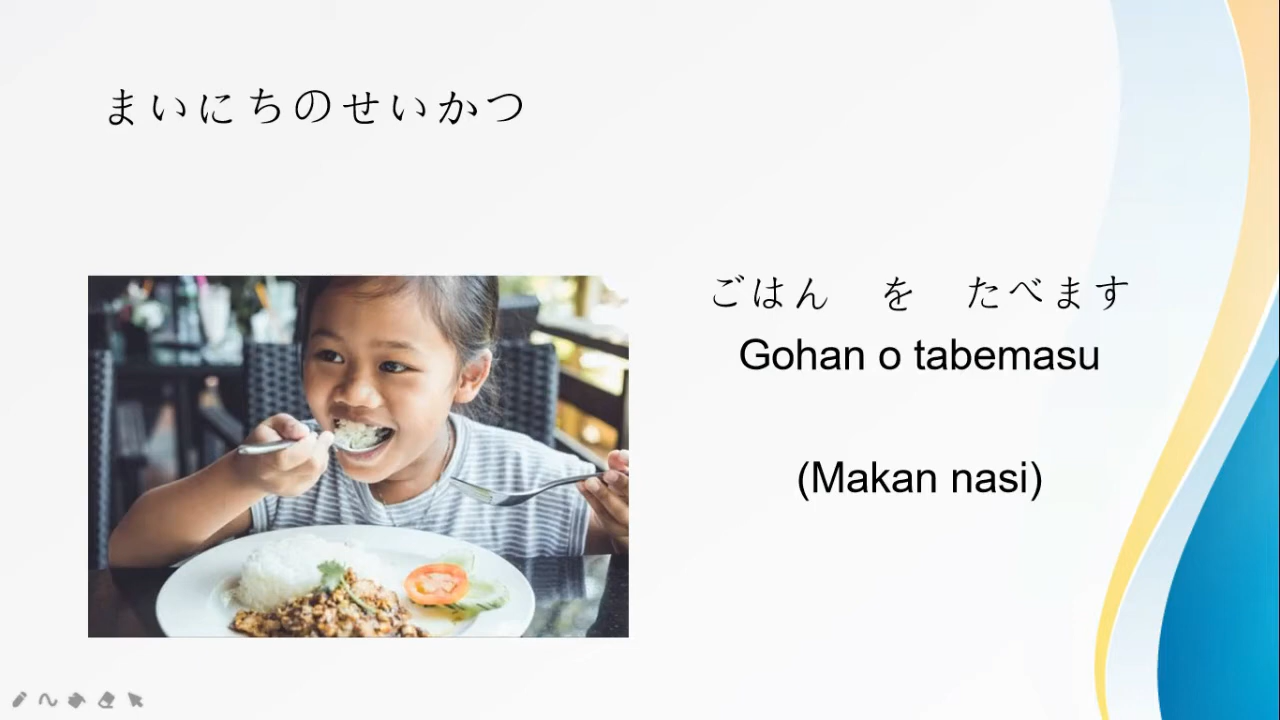 まいにちのせいかつ
ごはん　を　たべます
Gohan o tabemasu
(Makan nasi)